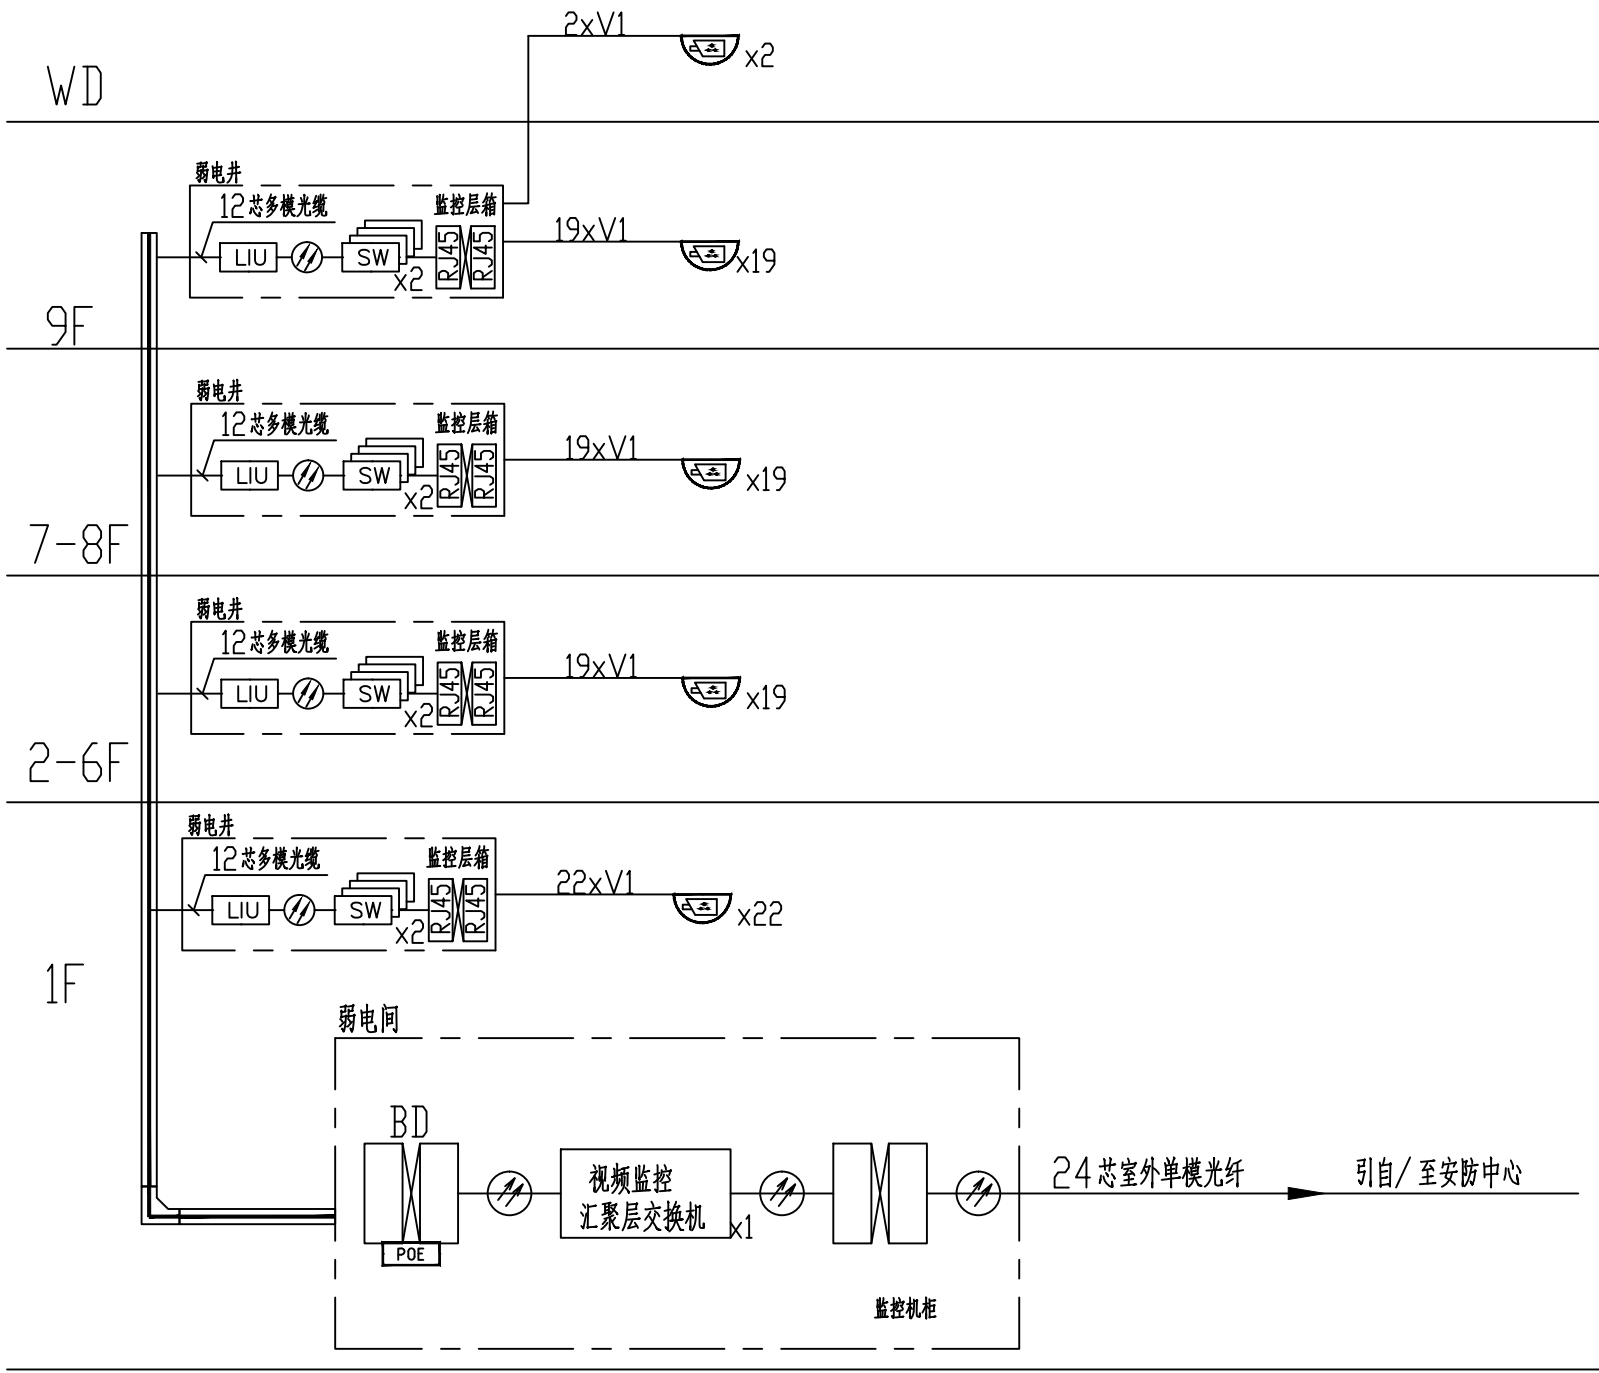 2xV1
x2
WD
弱电井
12芯多模光缆
监控层箱
LIU
SW
x2
RJ45
RJ45
19xV1
x19
9F
弱电井
12芯多模光缆
监控层箱
LIU
SW
x2
RJ45
RJ45
19xV1
x19
7-8F
弱电井
12芯多模光缆
监控层箱
LIU
SW
x2
RJ45
RJ45
19xV1
x19
2-6F
弱电井
12芯多模光缆
监控层箱
LIU
SW
x2
RJ45
RJ45
22xV1
x22
1F
弱电间
BD
POE
视频监控
汇聚层交换机
x1
24芯室外单模光纤
引自/至安防中心
监控机柜